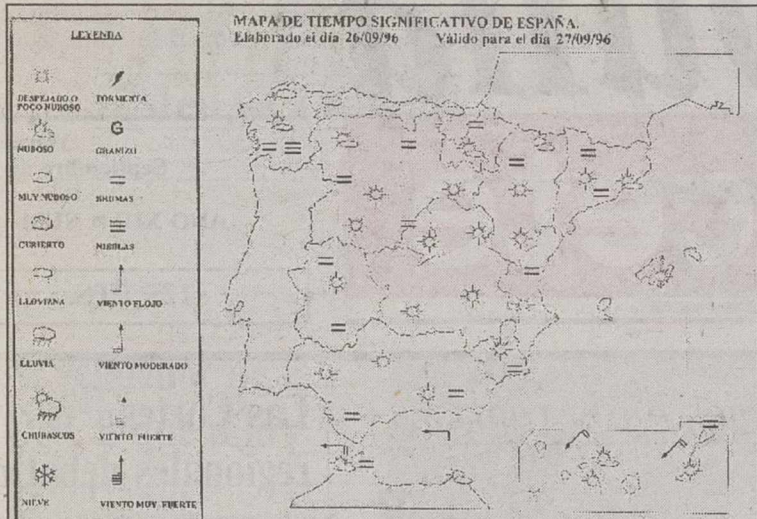 LEYENDA
DESPEJADO O
POCO NUBOSO
TORMENTA
NUBOSO
G
GRANIZO
MUY NUBOSO
BRUMAS
CUBIERTO
NIEBLAS
LLOVIZNA
VIENTO FLOJO
LLUVIA
VIENTO MODERADO
CHUBASCOS
VIENTO FUERTE
NIEVE
VIENTO MUY FUERTE
MAPA DE TIEMPO SIGNIFICATIVO DE ESPAÑA.
Elaborado el día 26/09/96 Válido para el día 27/09/96